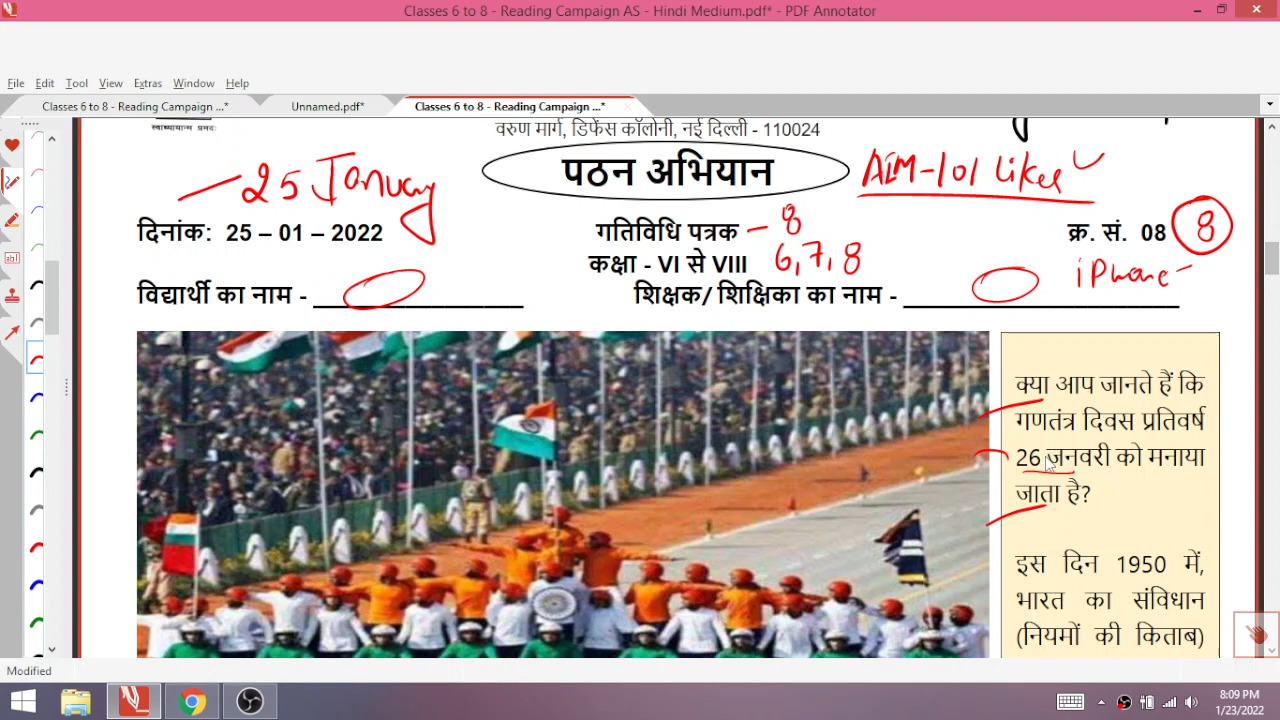 Classes 6 to 8 - Reading Campaign AS - Hindi Medium.pdf* - PDF Annotator
File Edit Tool View Extras Window Help
Classes 6 to 8 - Reading Campaign ...* Unnamed.pdf* Classes 6 to 8 - Reading Campaign ...*
वरुण मार्ग, डिफेंस कॉलोनी, नई दिल्ली - 110024
25 January पठन अभियान AIM-101 Likes
दिनांक: 25 – 01 – 2022 गतिविधि पत्रक - 8 क्र. सं. 08 8
कक्षा - VI से VIII 6,7,8 iPhone-
विद्यार्थी का नाम - शिक्षक/ शिक्षिका का नाम -
क्या आप जानते हैं कि
गणतंत्र दिवस प्रतिवर्ष
26 जनवरी को मनाया
जाता है?
इस दिन 1950 में,
भारत का संविधान
(नियमों की किताब)
Modified
8:09 PM
1/23/2022